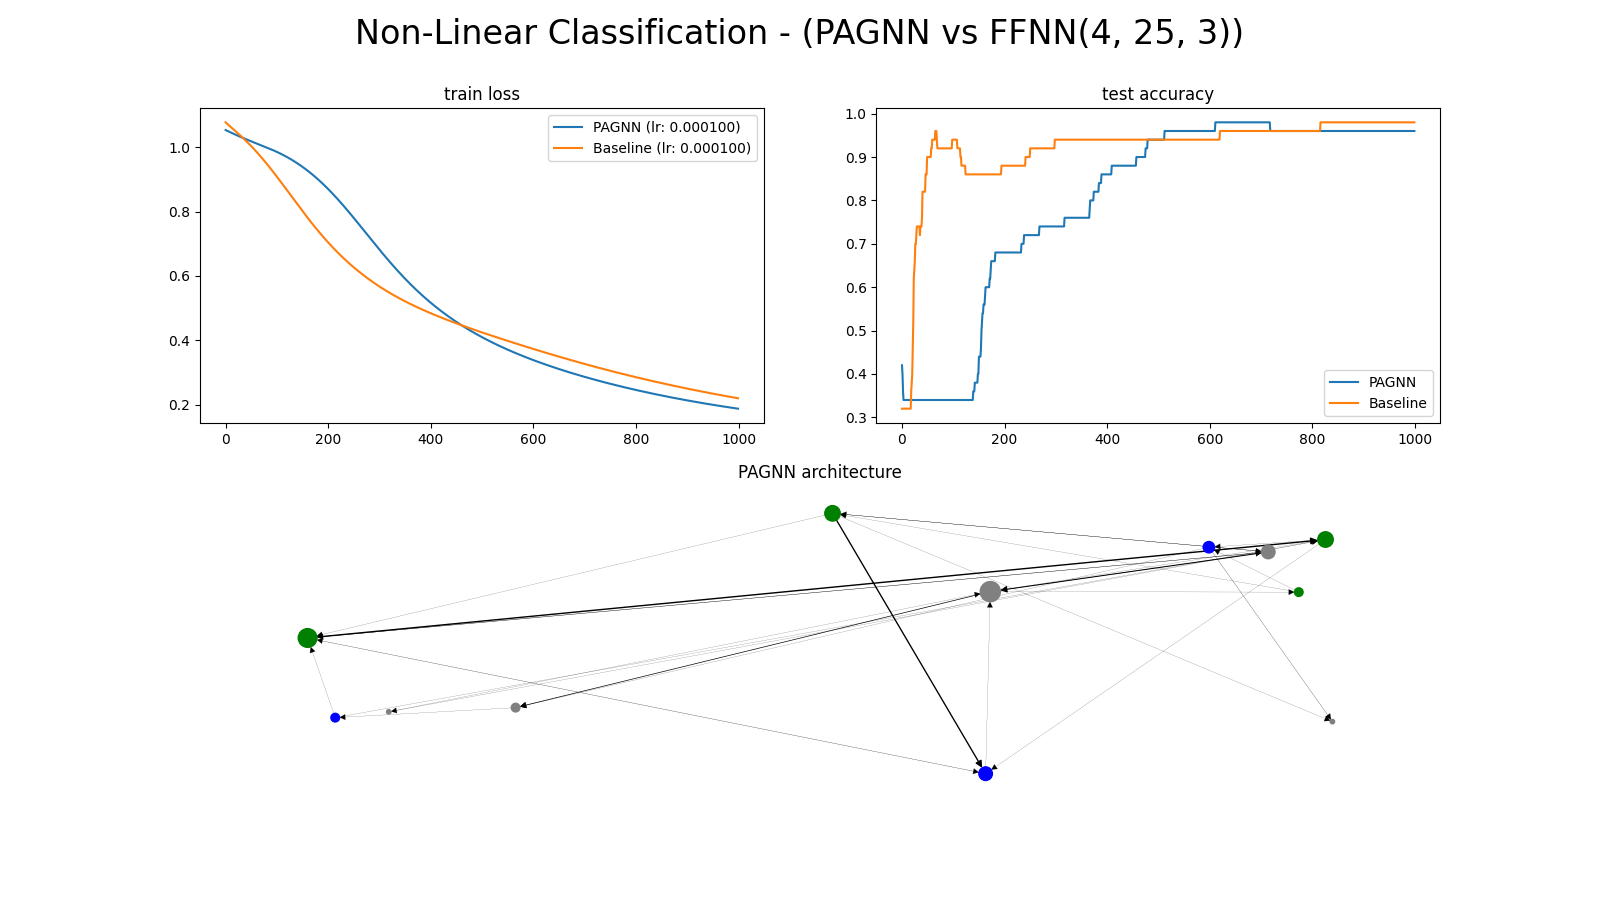 Non-Linear Classification - (PAGNN vs FFNN(4, 25, 3))
train loss
PAGNN (lr: 0.000100)
Baseline (lr: 0.000100)
1.0
0.8
0.6
0.4
0.2
0 200 400 600 800 1000
test accuracy
1.0
0.9
0.8
0.7
0.6
0.5
0.4
0.3
PAGNN
Baseline
0 200 400 600 800 1000
PAGNN architecture